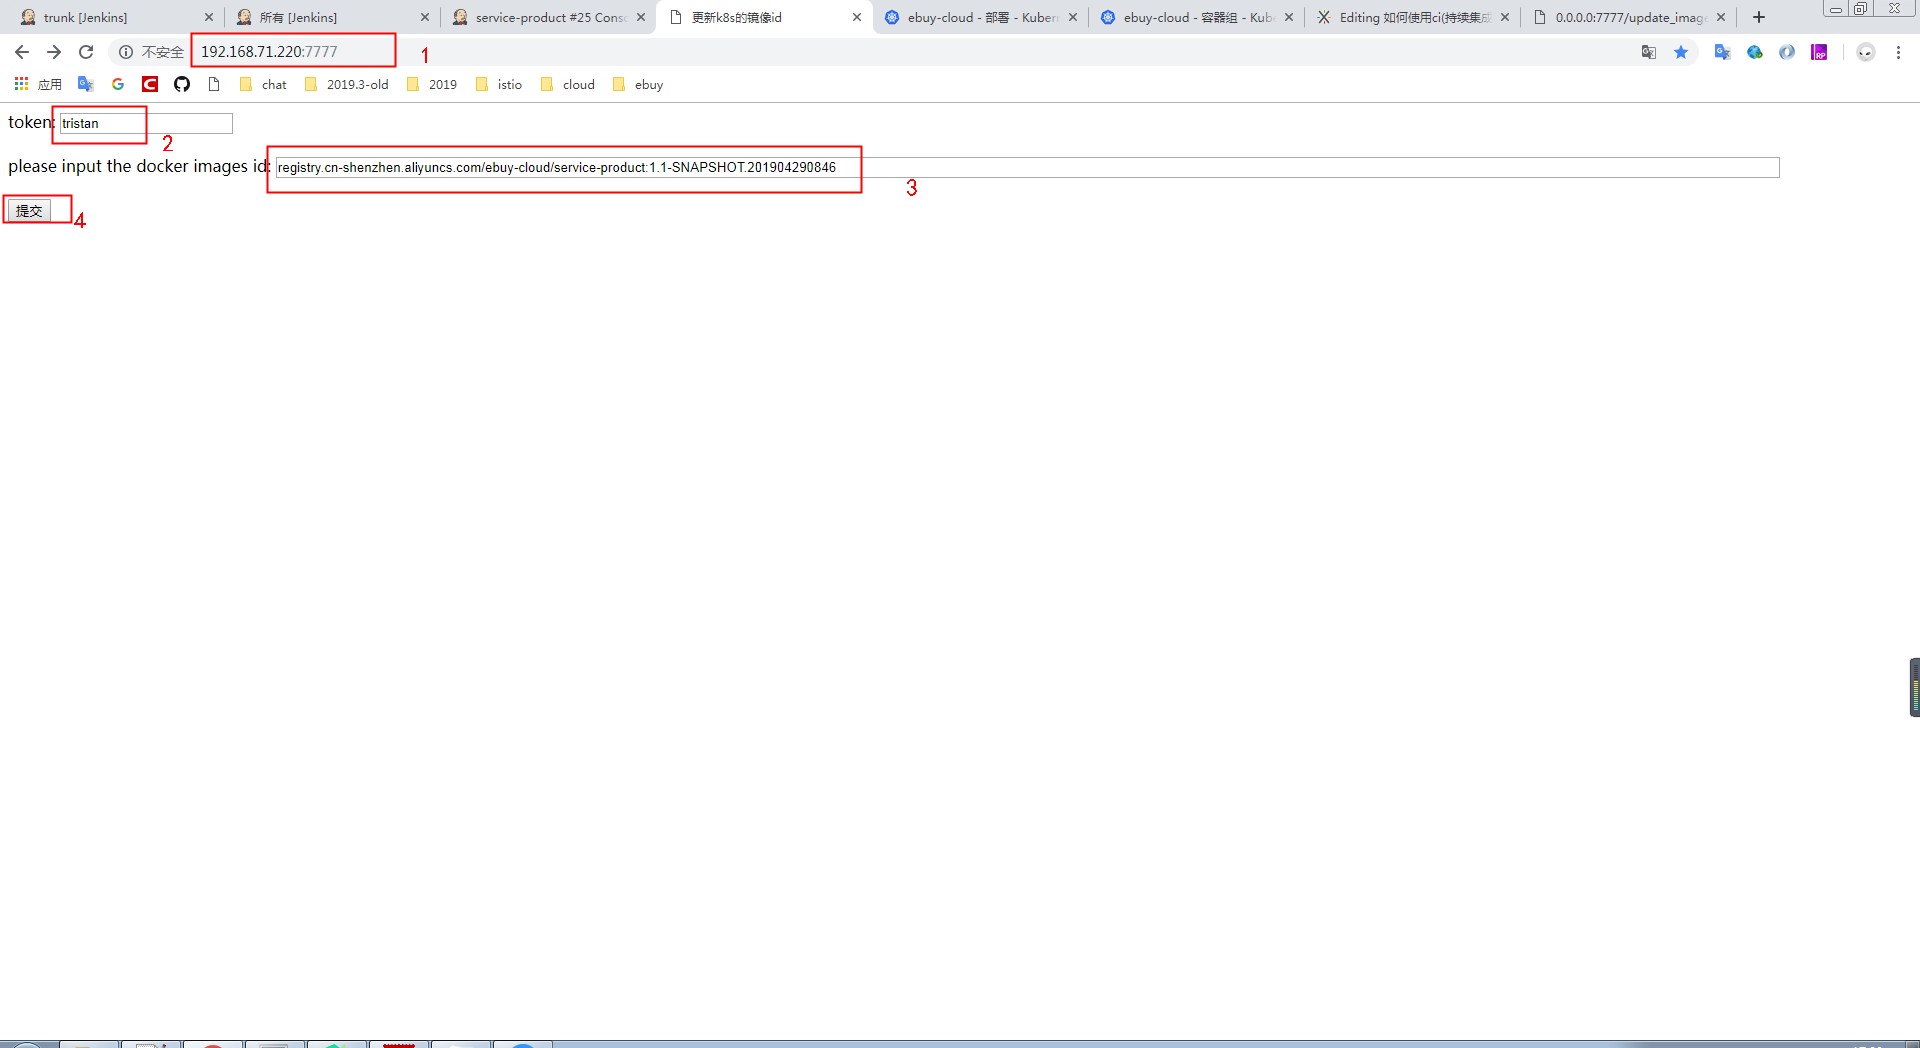 trunk [Jenkins]
所有 [Jenkins]
service-product #25 Conso
更新k8s的镜像id
ebuy-cloud - 部署 - Kuber
ebuy-cloud - 容器组 - Kub
Editing 如何使用ci(持续集成
0.0.0.0:7777/update_imag
不安全
192.168.71.220:7777
1
应用
chat
2019.3-old
2019
istio
cloud
ebuy
token: tristan
2
please input the docker images id: registry.cn-shenzhen.aliyuncs.com/ebuy-cloud/service-product:1.1-SNAPSHOT.201904290846
3
提交
4